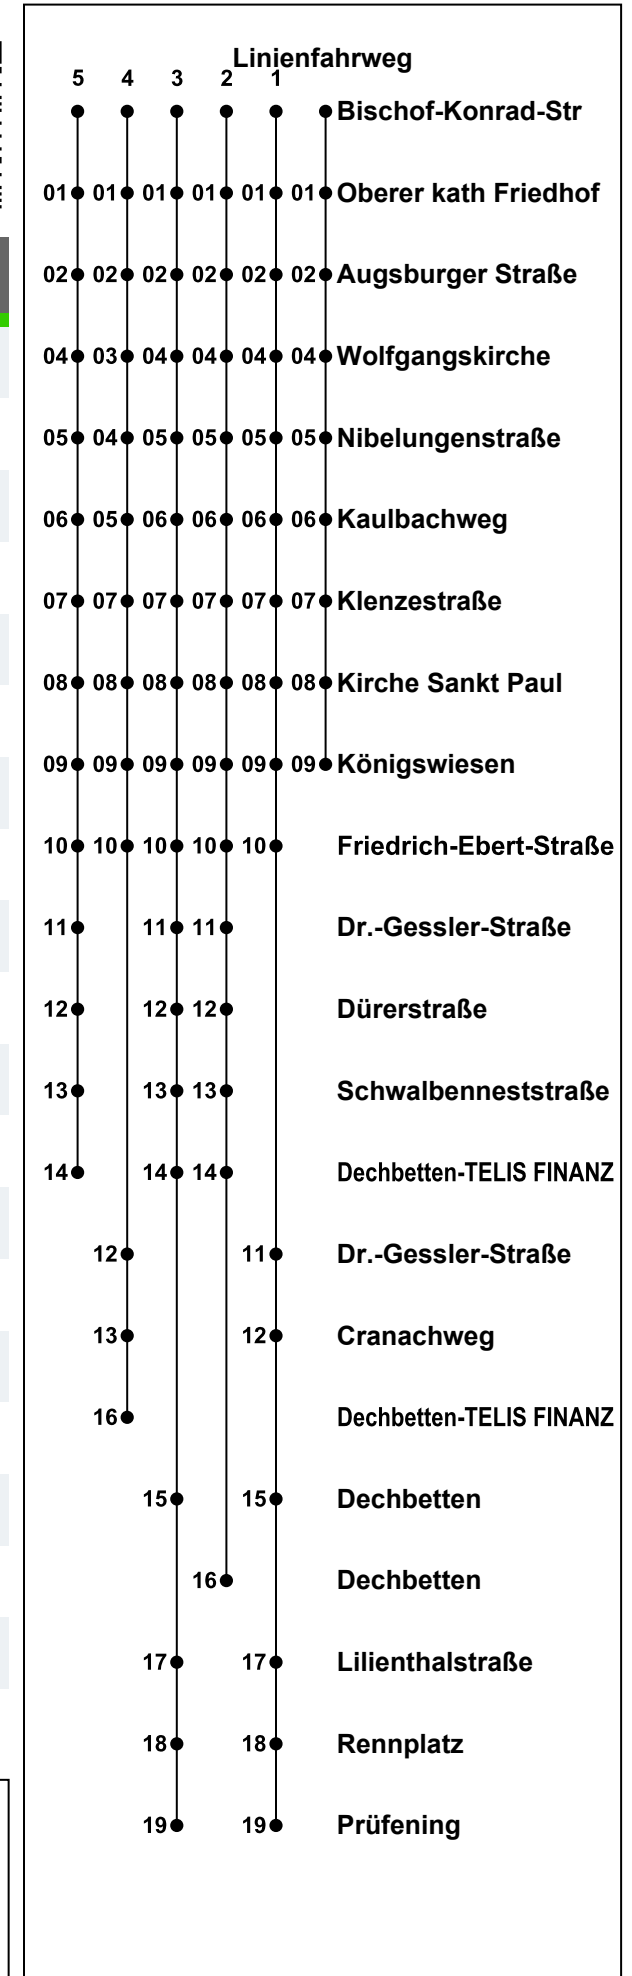 Linienfahrweg
5 4 3 2 1
Bischof-Konrad-Str
01 01 01 01 01 01 Oberer kath Friedhof
02 02 02 02 02 02 Augsburger Straße
04 03 04 04 04 04 Wolfgangskirche
05 04 05 05 05 05 Nibelungenstraße
06 05 06 06 06 06 Kaulbachweg
07 07 07 07 07 07 Klenzestraße
08 08 08 08 08 08 Kirche Sankt Paul
09 09 09 09 09 09 Königswiesen
10 10 10 10 10 Friedrich-Ebert-Straße
11 11 11 Dr.-Gessler-Straße
12 12 12 Dürerstraße
13 13 13 Schwalbenneststraße
14 14 14 Dechbetten-TELIS FINANZ
12 11 Dr.-Gessler-Straße
13 12 Cranachweg
16 Dechbetten-TELIS FINANZ
15 15 Dechbetten
16 Dechbetten
17 17 Lilienthalstraße
18 18 Rennplatz
19 19 Prüfening